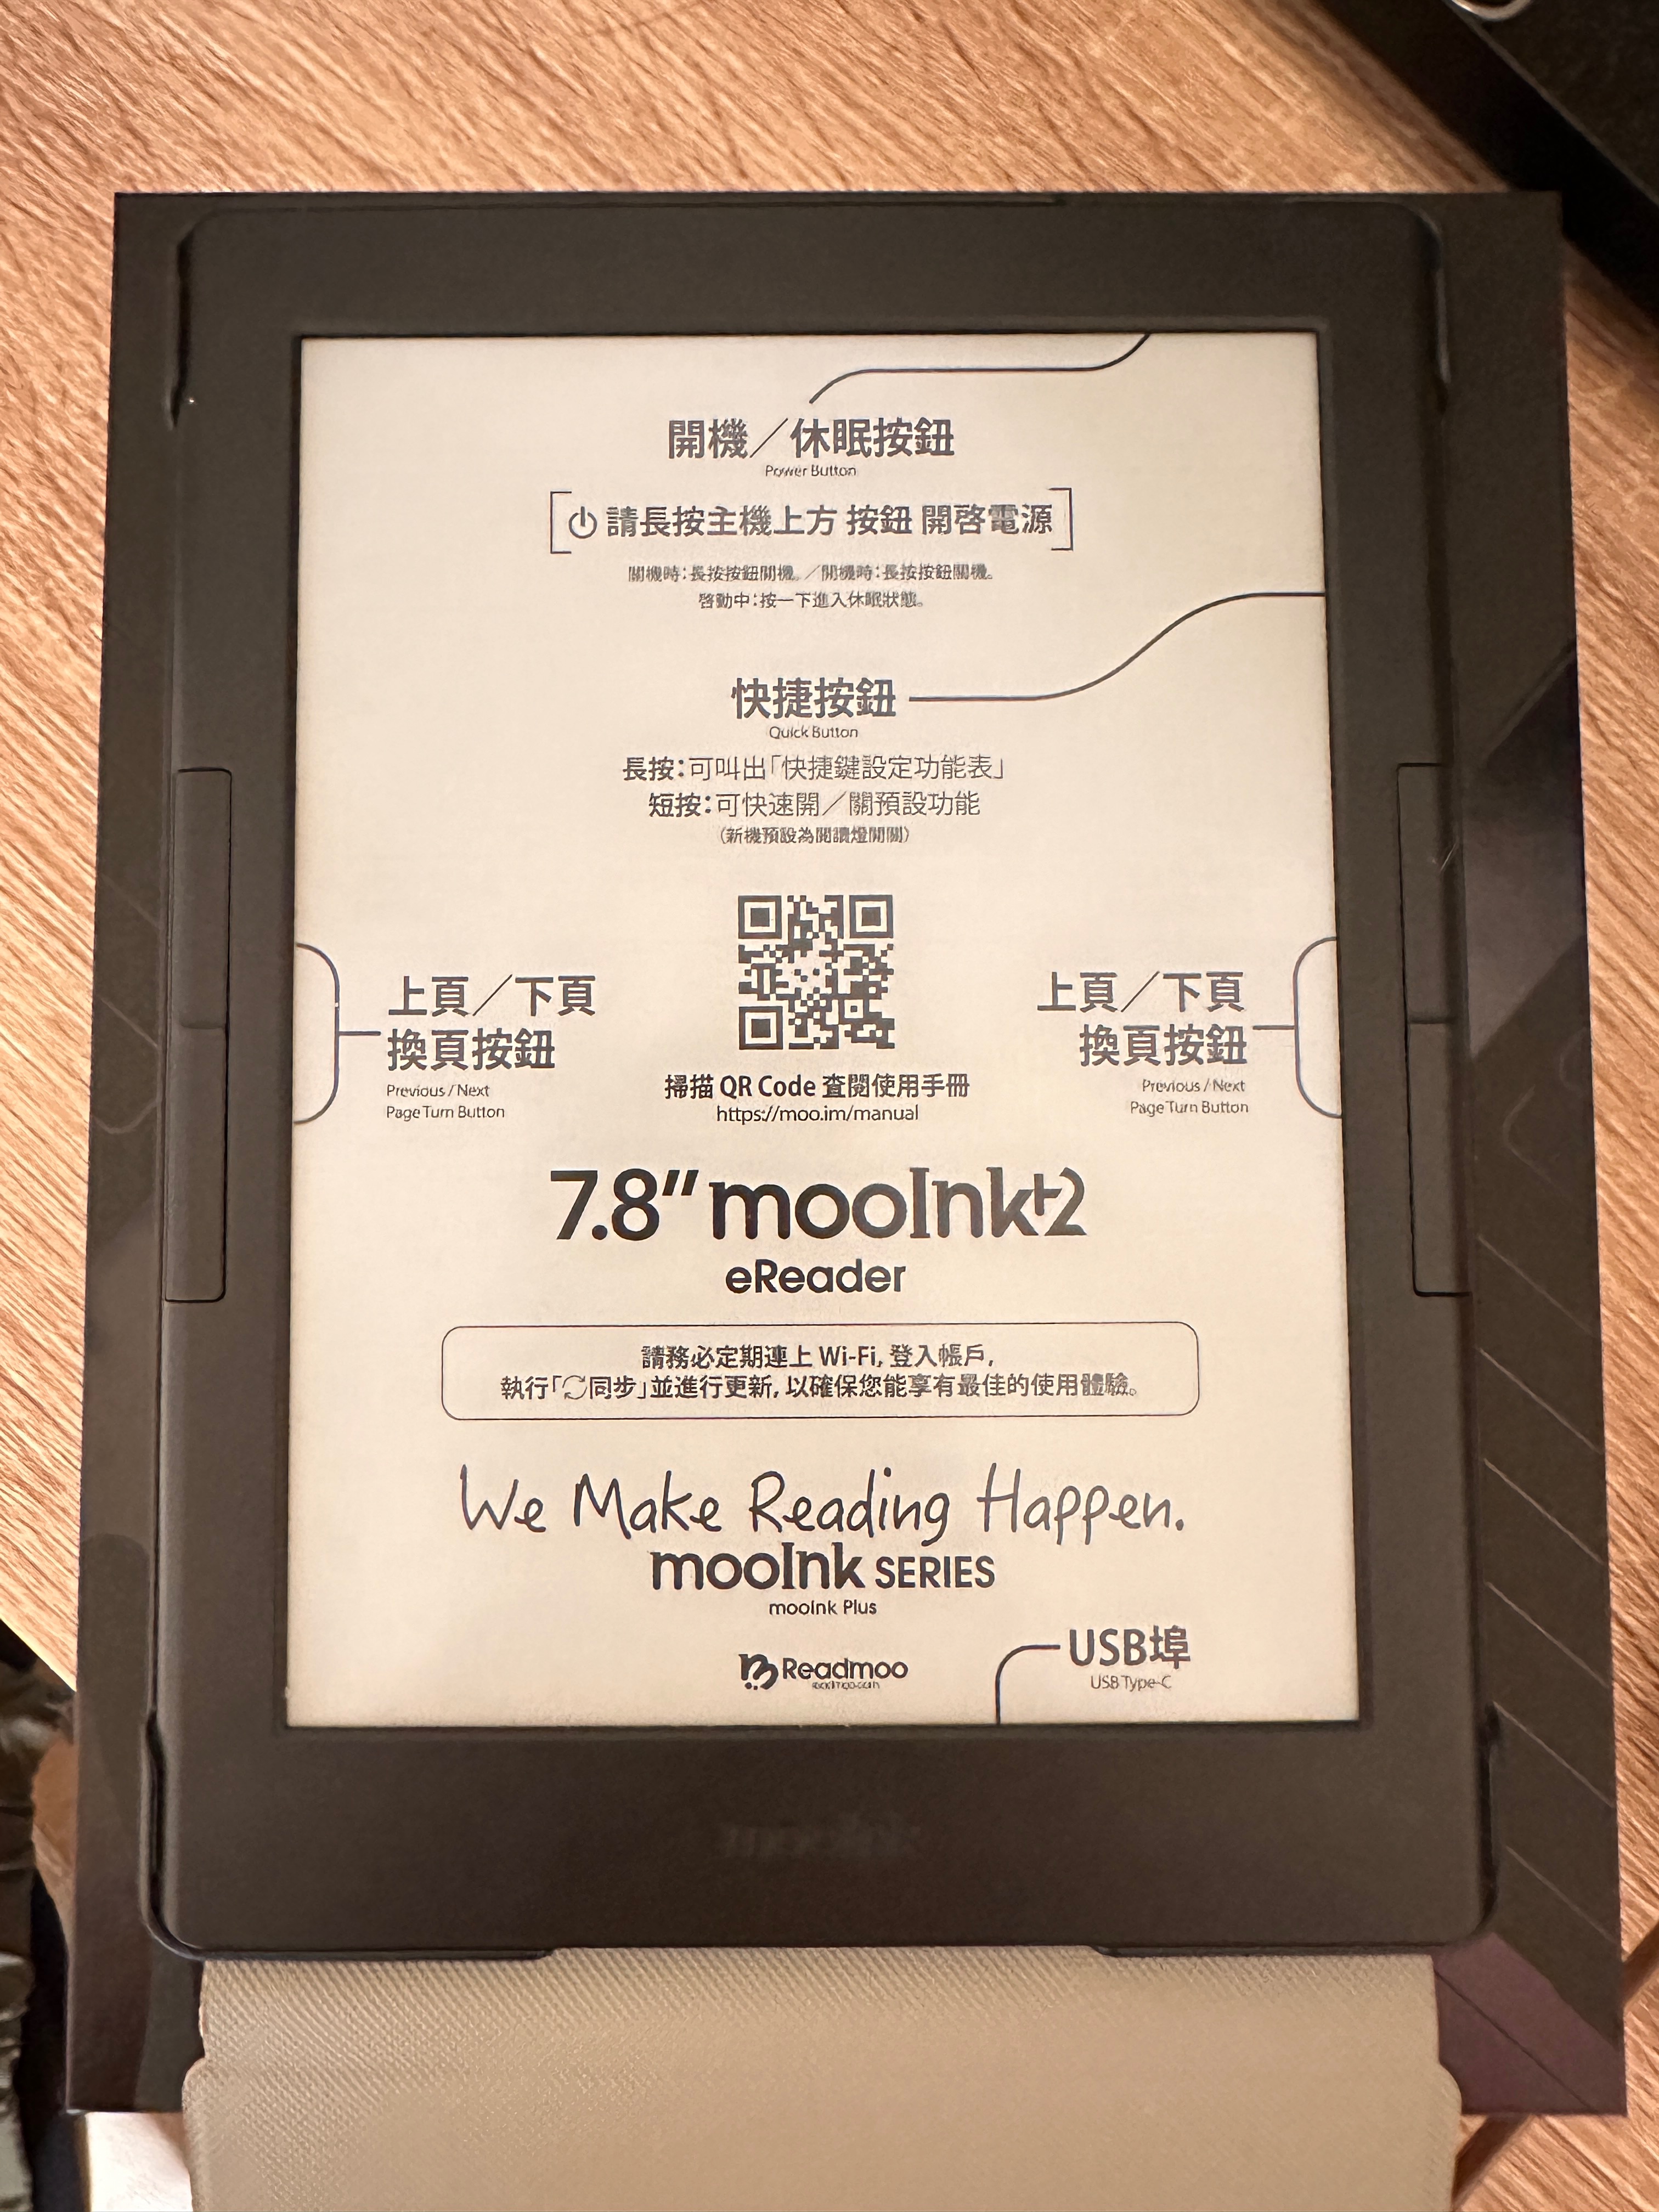 開機／休眠按鈕
Power Button
請長按主機上方 按鈕 開啓電源
關機時：長按按鈕開機。／開機時：長按按鈕關機。
啓動中：按一下進入休眠狀態。
快捷按鈕
Quick Button
長按：可叫出「快捷鍵設定功能表」
短按：可快速開／關預設功能
（新機預設為閱讀燈開關）
上頁／下頁
換頁按鈕
Previous / Next
Page Turn Button
掃描 QR Code 查閱使用手冊
https://moo.im/manual
上頁／下頁
換頁按鈕
Previous / Next
Page Turn Button
7.8" mooInk+2
eReader
請務必定期連上 Wi-Fi，登入帳戶，
執行「同步」並進行更新，以確保您能享有最佳的使用體驗。
We Make Reading Happen.
mooInk SERIES
mooInk Plus
Readmoo
USB埠
USB Type-C